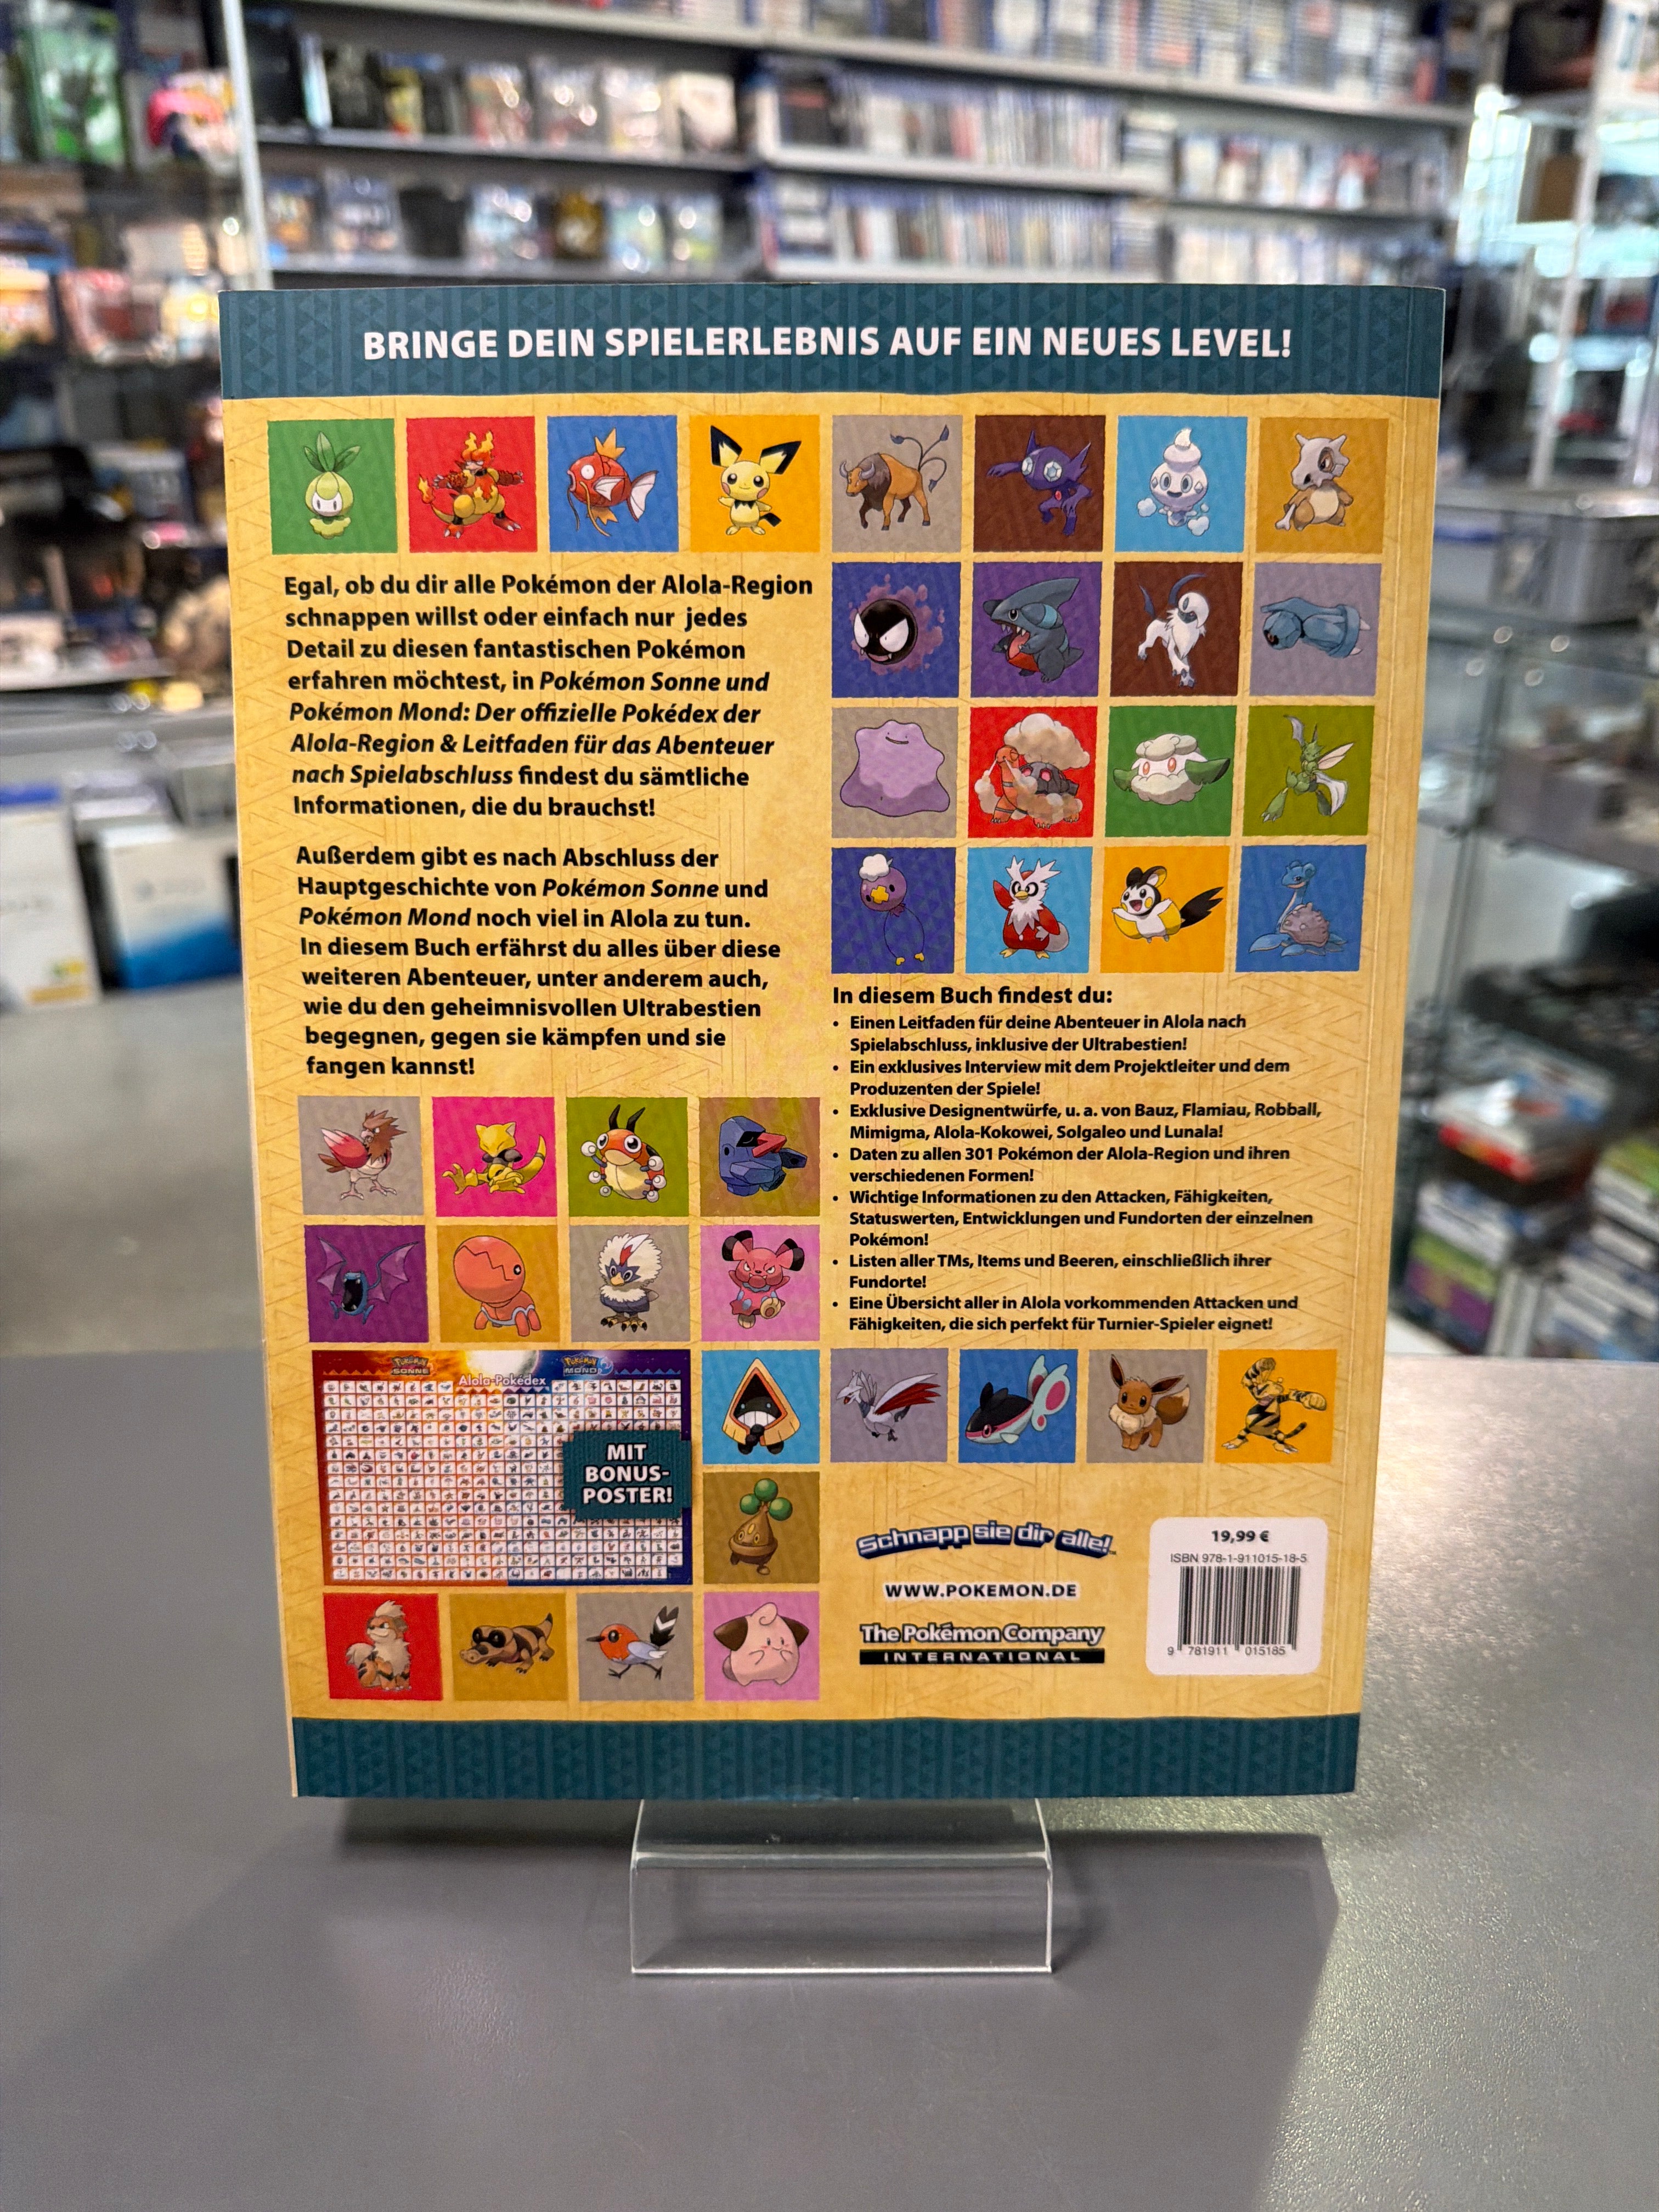 BRINGE DEIN SPIELERLEBNIS AUF EIN NEUES LEVEL!
Egal, ob du dir alle Pokémon der Alola-Region
schnappen willst oder einfach nur jedes
Detail zu diesen fantastischen Pokémon
erfahren möchtest, in Pokémon Sonne und
Pokémon Mond: Der offizielle Pokédex der
Alola-Region & Leitfaden für das Abenteuer
nach Spielabschluss findest du sämtliche
Informationen, die du brauchst!
Außerdem gibt es nach Abschluss der
Hauptgeschichte von Pokémon Sonne und
Pokémon Mond noch viel in Alola zu tun.
In diesem Buch erfährst du alles über diese
weiteren Abenteuer, unter anderem auch,
wie du den geheimnisvollen Ultrabestien
begegnen, gegen sie kämpfen und sie
fangen kannst!
In diesem Buch findest du:
• Einen Leitfaden für deine Abenteuer in Alola nach
Spielabschluss, inklusive der Ultrabestien!
• Ein exklusives Interview mit dem Projektleiter und dem
Produzenten der Spiele!
• Exklusive Designentwürfe, u. a. von Bauz, Flamiau, Robball,
Mimigma, Alola-Kokowei, Solgaleo und Lunala!
• Daten zu allen 301 Pokémon der Alola-Region und ihren
verschiedenen Formen!
• Wichtige Informationen zu den Attacken, Fähigkeiten,
Statuswerten, Entwicklungen und Fundorten der einzelnen
Pokémon!
• Listen aller TMs, Items und Beeren, einschließlich ihrer
Fundorte!
• Eine Übersicht aller in Alola vorkommenden Attacken und
Fähigkeiten, die sich perfekt für Turnier-Spieler eignet!
Pokémon SONNE
Pokémon MOND
Alola-Pokédex
MIT
BONUS-
POSTER!
Schnapp sie dir alle!™
WWW.POKEMON.DE
The Pokémon Company
INTERNATIONAL
19,99 €
ISBN 978-1-911015-18-5
9 781911 015185